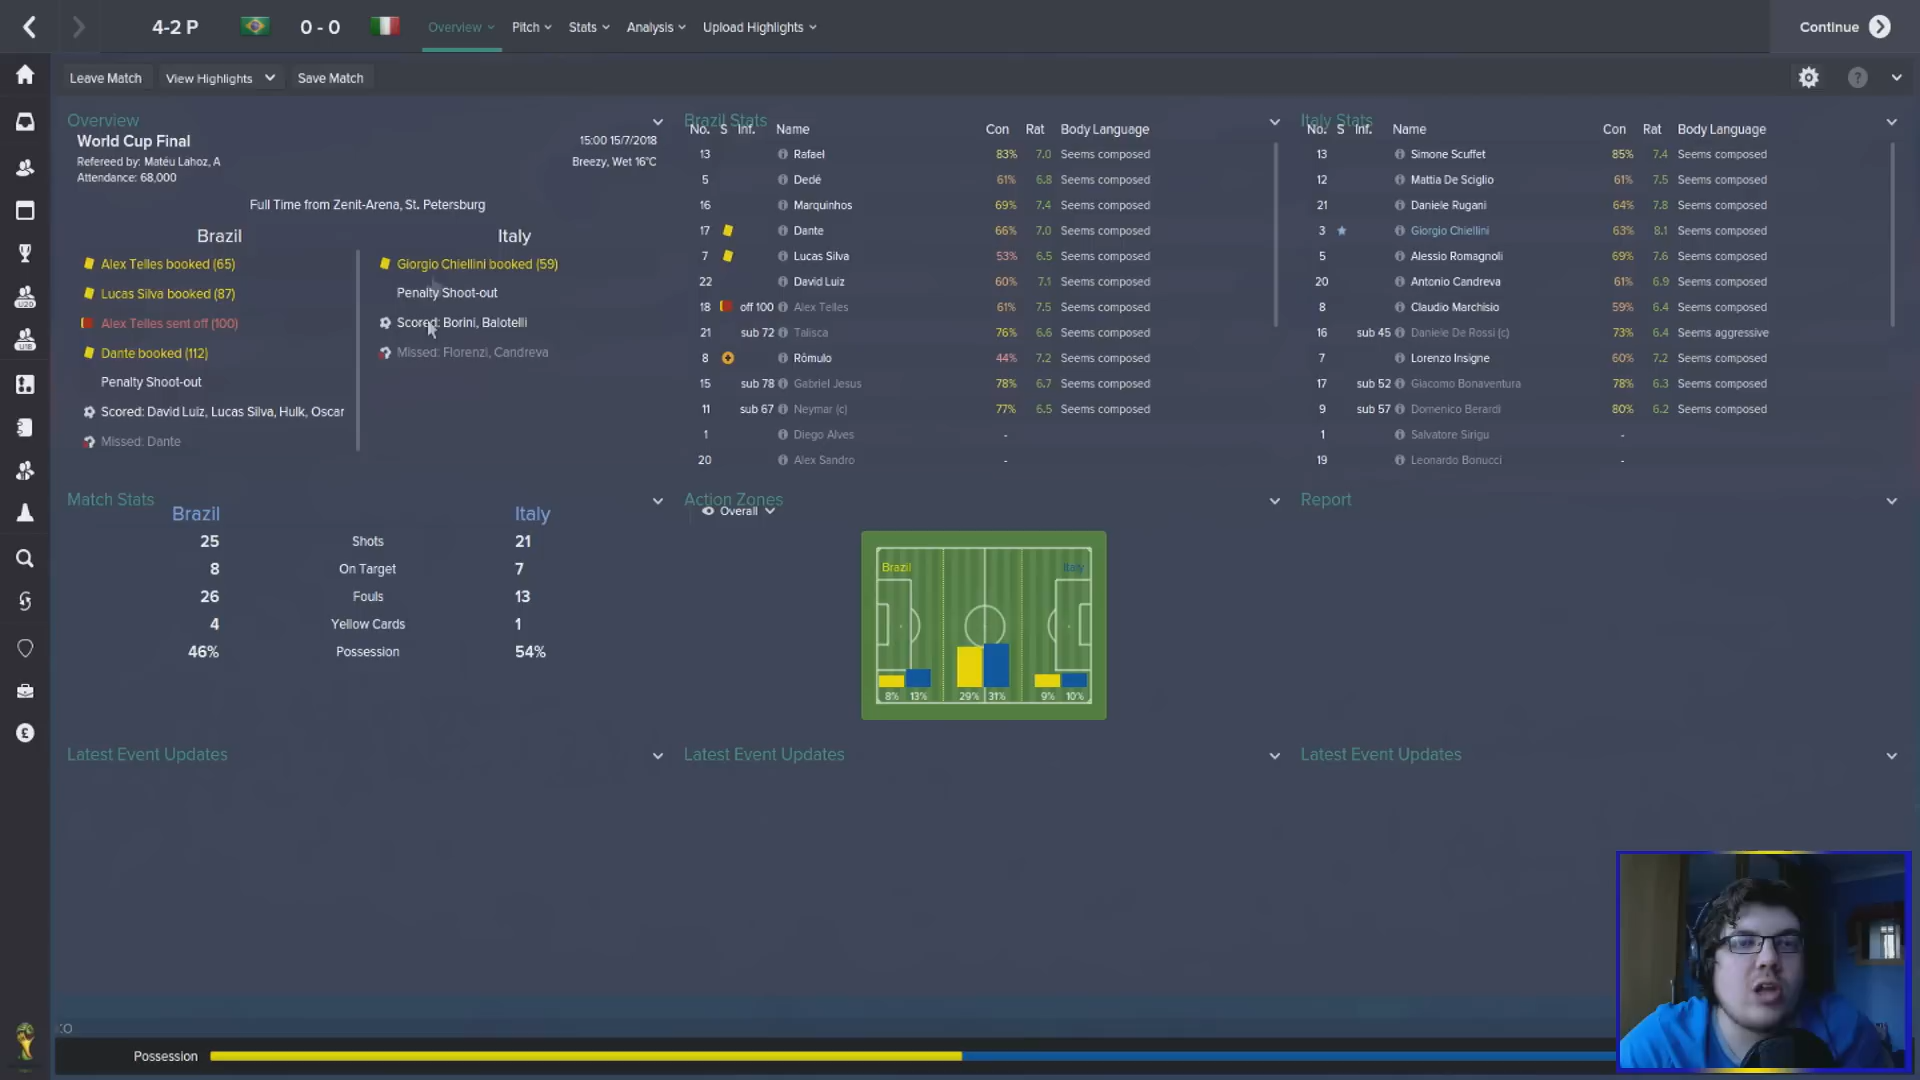 4-2 P
0 - 0
Overview
Pitch
Stats
Analysis
Upload Highlights
Continue
Leave Match
View Highlights
Save Match
Overview
World Cup Final
15:00 15/7/2018
Refereed by: Matéu Lahoz, A
Breezy, Wet 16°C
Attendance: 68,000
Full Time from Zenit-Arena, St. Petersburg
Brazil
Italy
Alex Telles booked (65)
Lucas Silva booked (87)
Alex Telles sent off (100)
Dante booked (112)
Penalty Shoot-out
Scored: David Luiz, Lucas Silva, Hulk, Oscar
Missed: Dante
Giorgio Chiellini booked (59)
Penalty Shoot-out
Scored: Borini, Balotelli
Missed: Florenzi, Candreva
Brazil Stats
No. S Inf. Name Con Rat Body Language
13 Rafael 83% 7.0 Seems composed
5 Dedé 61% 6.8 Seems composed
16 Marquinhos 69% 7.4 Seems composed
17 Dante 66% 7.0 Seems composed
7 Lucas Silva 53% 6.5 Seems composed
22 David Luiz 60% 7.1 Seems composed
18 off 100 Alex Telles 61% 7.5 Seems composed
21 sub 72 Talisca 76% 6.6 Seems composed
8 Rômulo 44% 7.2 Seems composed
15 sub 78 Gabriel Jesus 78% 6.7 Seems composed
11 sub 67 Neymar (c) 77% 6.5 Seems composed
1 Diego Alves -
20 Alex Sandro -
Italy Stats
No. S Inf. Name Con Rat Body Language
13 Simone Scuffet 85% 7.4 Seems composed
12 Mattia De Sciglio 61% 7.5 Seems composed
21 Daniele Rugani 64% 7.8 Seems composed
3 Giorgio Chiellini 63% 8.1 Seems composed
5 Alessio Romagnoli 69% 7.6 Seems composed
20 Antonio Candreva 61% 6.9 Seems composed
8 Claudio Marchisio 59% 6.4 Seems composed
16 sub 45 Daniele De Rossi (c) 73% 6.4 Seems aggressive
7 Lorenzo Insigne 60% 7.2 Seems composed
17 sub 52 Giacomo Bonaventura 78% 6.3 Seems composed
9 sub 57 Domenico Berardi 80% 6.2 Seems composed
1 Salvatore Sirigu -
19 Leonardo Bonucci -
Match Stats
Brazil
Italy
25 Shots 21
8 On Target 7
26 Fouls 13
4 Yellow Cards 1
46% Possession 54%
Action Zones
Overall
Brazil
Italy
8% 13% 29% 31% 9% 10%
Report
Latest Event Updates
Latest Event Updates
Latest Event Updates
U20
U18
Possession